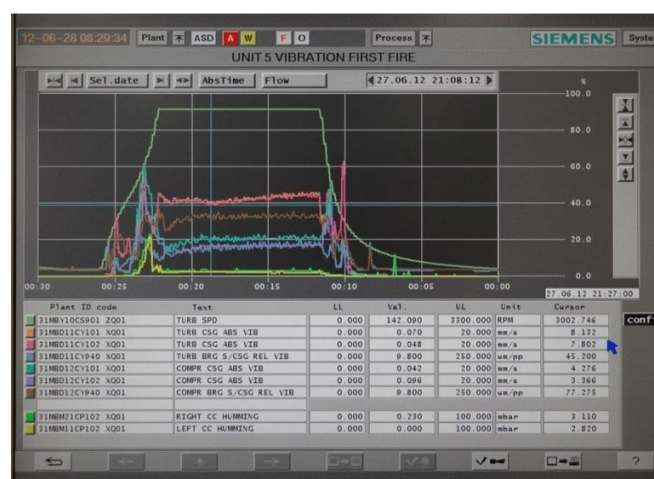 12-06-28 08:29:34 Plant ASD A W F O Process SIEMENS Syste
UNIT 5 VIBRATION FIRST FIRE
Sel.date AbsTime Flow 27.06.12 21:08:12 %
100.0
80.0
60.0
40.0
20.0
0.0
00:30 00:25 00:20 00:15 00:10 00:05 00:00
27.06.12 21:27:00
Plant ID code Text LL Val. UL Unit Cursor
31MBY10CS901 ZQ01 TURB SPD 0.000 142.090 3300.000 RPM 3002.746
31MBD11CY101 XQ01 TURB CSG ABS VIB 0.000 0.070 20.000 mm/s 8.132
31MBD11CY102 XQ01 TURB CSG ABS VIB 0.000 0.048 20.000 mm/s 7.802
31MBD11CY940 XQ01 TURB BRG S/CSG REL VIB 0.000 9.800 250.000 um/pp 45.200
31MBD12CY101 XQ01 COMPR CSG ABS VIB 0.000 0.042 20.000 mm/s 4.276
31MBD12CY102 XQ01 COMPR CSG ABS VIB 0.000 0.096 20.000 mm/s 3.366
31MBD12CY940 XQ01 COMPR BRG S/CSG REL VIB 0.000 9.800 250.000 um/pp 77.275
31MBM21CP102 XQ01 RIGHT CC HUMMING 0.000 0.230 100.000 mbar 3.110
31MBM11CP102 XQ01 LEFT CC HUMMING 0.000 0.000 100.000 mbar 2.820
conf
?